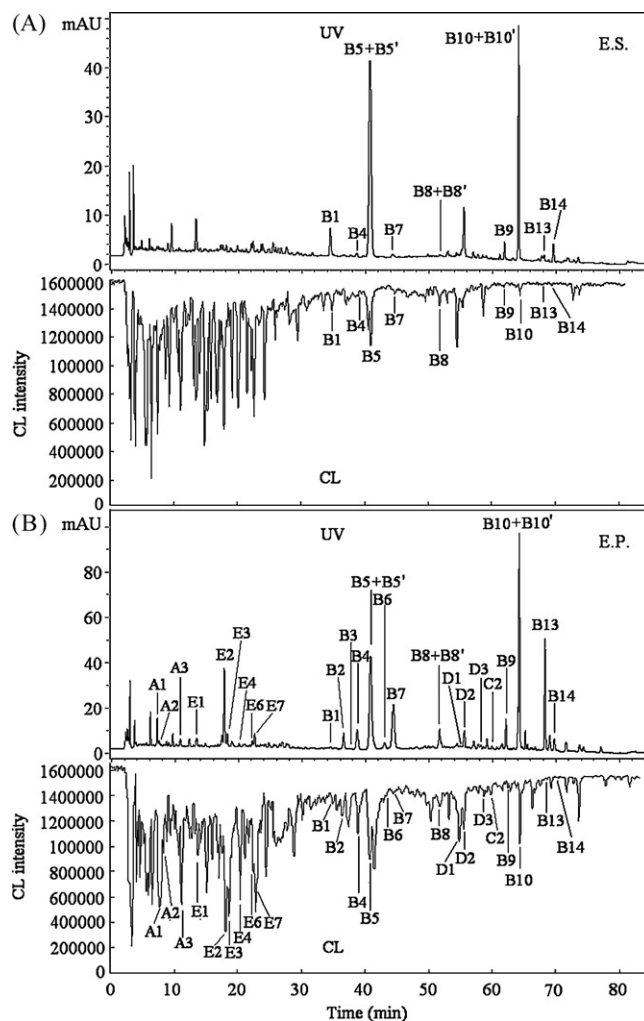 (A) mAU UV E.S.
B5+B5' B10+B10'
40
30
20
B8+B8'
10 B1 B4 B7 B9 B13 B14
0
1600000
1400000
1200000 B1 B4 B5 B7 B8 B9 B10 B13 B14
1000000
800000
600000
400000
200000
0
CL intensity
CL
(B) mAU UV B10+B10' E.P.
80
B5+B5'
60 B6
B3 B13
40 E2 E3 B2 B4 B8+B8' D3 B9
A1 A3 E4 B7 D1 D2 C2
20 A2 E1 E6 E7 B1 B14
0
1600000
1400000
1200000 B1 B2 B6 B7 B8 D3 C2 B13
1000000 D1 D2 B9 B10 B14
800000
600000 A1 A2 E1 E6 E7 B4 B5
400000 A3 E4
200000 E2 E3
0
CL intensity
CL
0 10 20 30 40 50 60 70 80
Time (min)